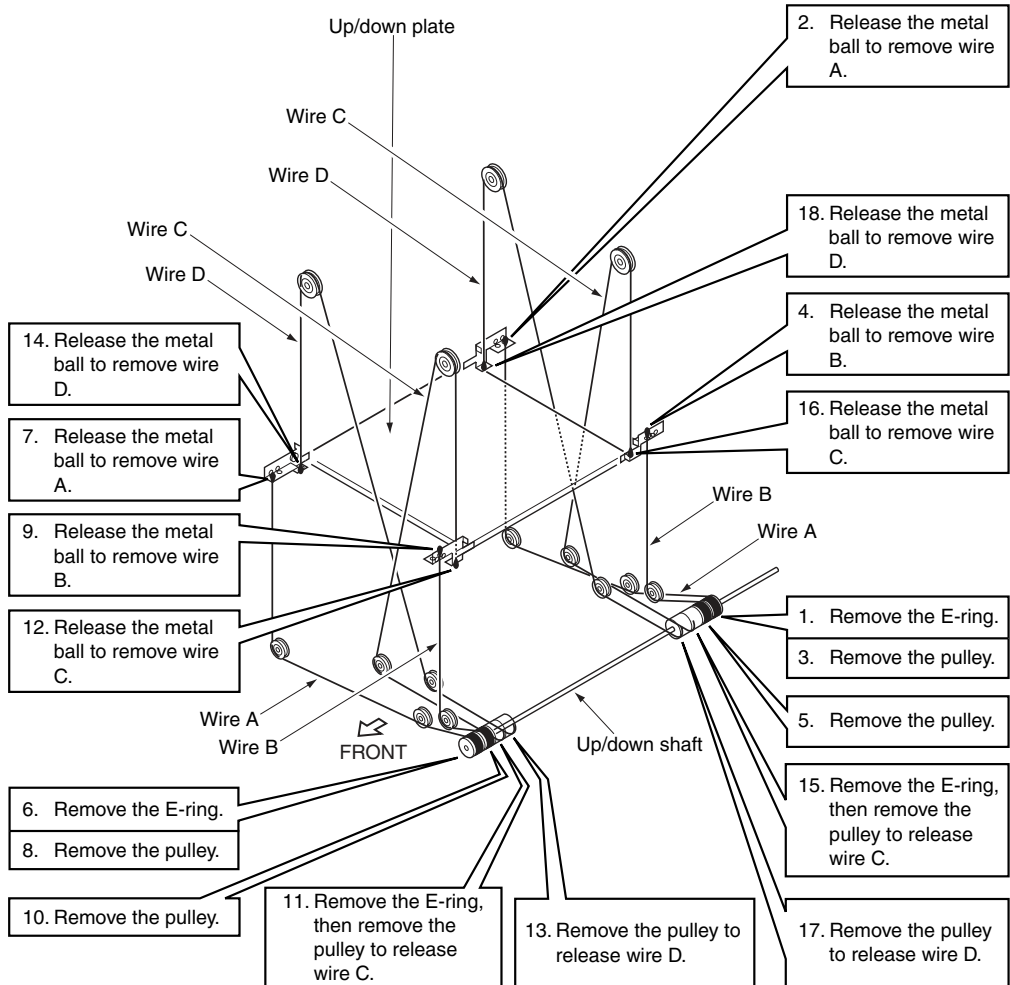 Up/down plate
2. Release the metal
ball to remove wire
A.
Wire C
Wire D
18. Release the metal
ball to remove wire
D.
Wire C
Wire D
4. Release the metal
ball to remove wire
B.
14. Release the metal
ball to remove wire
D.
16. Release the metal
ball to remove wire
C.
7. Release the metal
ball to remove wire
A.
Wire B
Wire A
9. Release the metal
ball to remove wire
B.
1. Remove the E-ring.
3. Remove the pulley.
12. Release the metal
ball to remove wire
C.
5. Remove the pulley.
Wire A
Wire B
FRONT
Up/down shaft
15. Remove the E-ring,
then remove the
pulley to release
wire C.
6. Remove the E-ring.
8. Remove the pulley.
10. Remove the pulley.
11. Remove the E-ring,
then remove the
pulley to release
wire C.
13. Remove the pulley to
release wire D.
17. Remove the pulley
to release wire D.